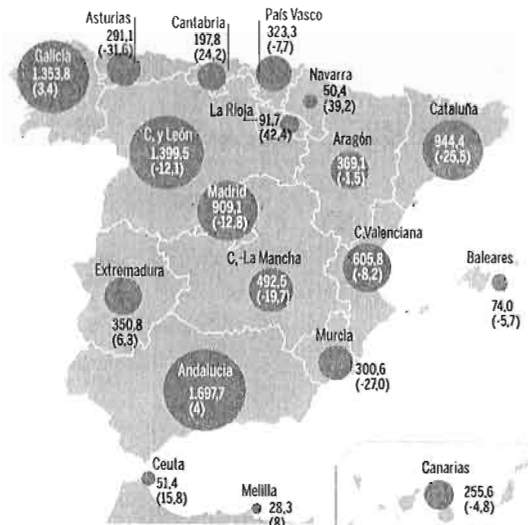 Asturias
291,1
(-31,6)
Cantabria
197,8
(24,2)
País Vasco
323,3
(-7,7)
Galicia
1.353,8
(3,4)
Navarra
50,4
(39,2)
La Rioja
91,7
(42,4)
Cataluña
944,4
(-25,5)
C. y León
1.399,5
(-12,1)
Aragón
369,1
(-1,5)
Madrid
909,1
(-12,8)
C.Valenciana
605,8
(-8,2)
Baleares
74,0
(-5,7)
C.-La Mancha
492,5
(-19,7)
Extremadura
350,8
(6,3)
Murcia
300,6
(-27,0)
Andalucía
1.697,7
(4)
Ceuta
51,4
(15,8)
Melilla
28,3
(8)
Canarias
255,6
(-4,8)